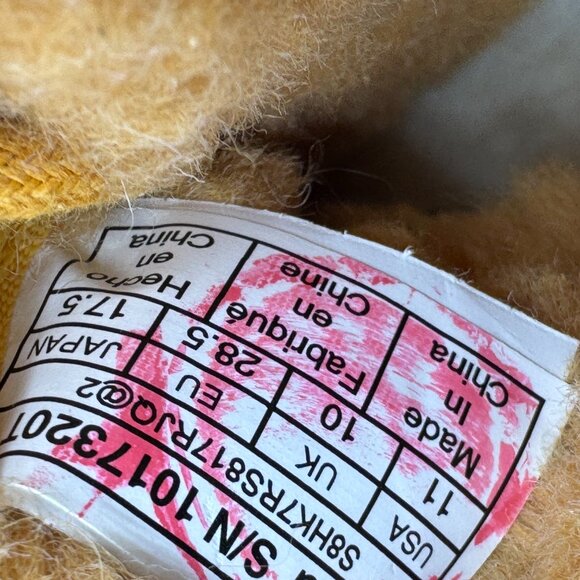 S/N 1017320T
S8HK7RS817RJQ@2
USA UK EU JAPAN
11 10 28.5 17.5
Made In China
Fabriqué en Chine
Hecho en China